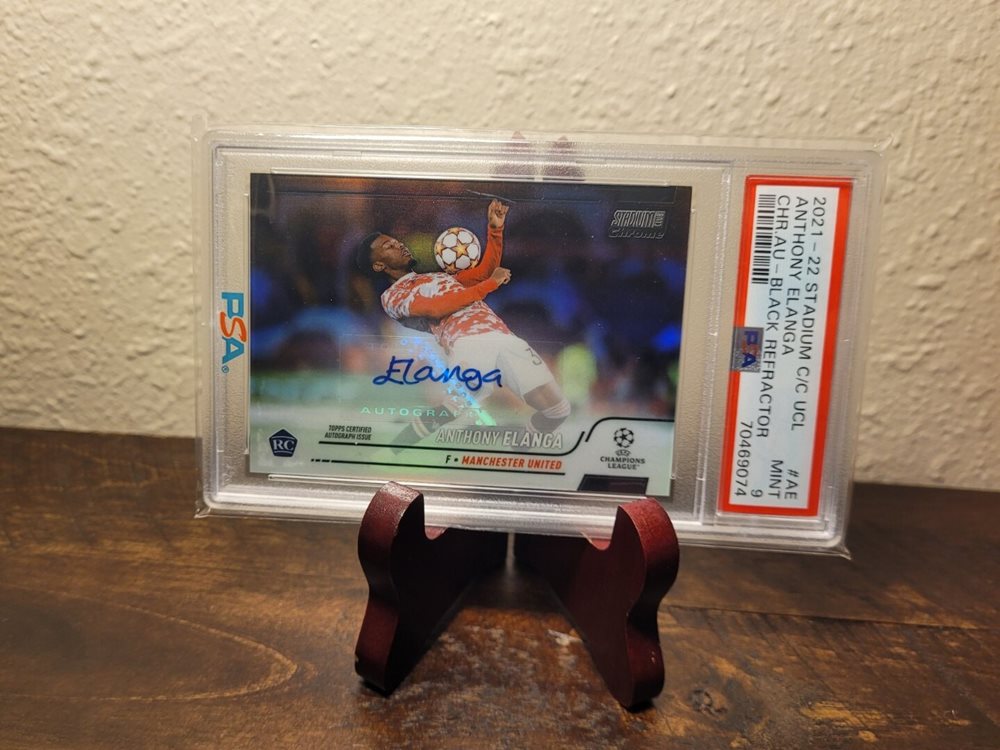 STADIUM CLUB
Chrome
Elanga
AUTOGRAPH
TOPPS CERTIFIED
AUTOGRAPH ISSUE
RC
ANTHONY ELANGA
F • MANCHESTER UNITED
CHAMPIONS
LEAGUE
PSA®
2021-22 STADIUM C/C UCL #AE
ANTHONY ELANGA MINT
CHR.AU-BLACK REFRACTOR 9
70469074